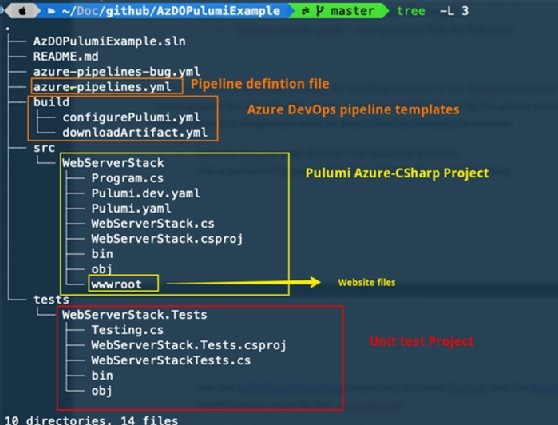 ~/Doc/github/AzDOPulumiExample master tree -L 3
.
AzDOPulumiExample.sln
README.md
azure-pipelines-bug.yml
azure-pipelines.yml Pipeline defintion file
build Azure DevOps pipeline templates
configurePulumi.yml
downloadArtifact.yml
src
WebServerStack Pulumi Azure-CSharp Project
Program.cs
Pulumi.dev.yaml
Pulumi.yaml
WebServerStack.cs
WebServerStack.csproj
bin
obj
wwwroot Website files
tests
WebServerStack.Tests
Testing.cs
WebServerStack.Tests.csproj Unit test Project
WebServerStackTests.cs
bin
obj
10 directories, 14 files